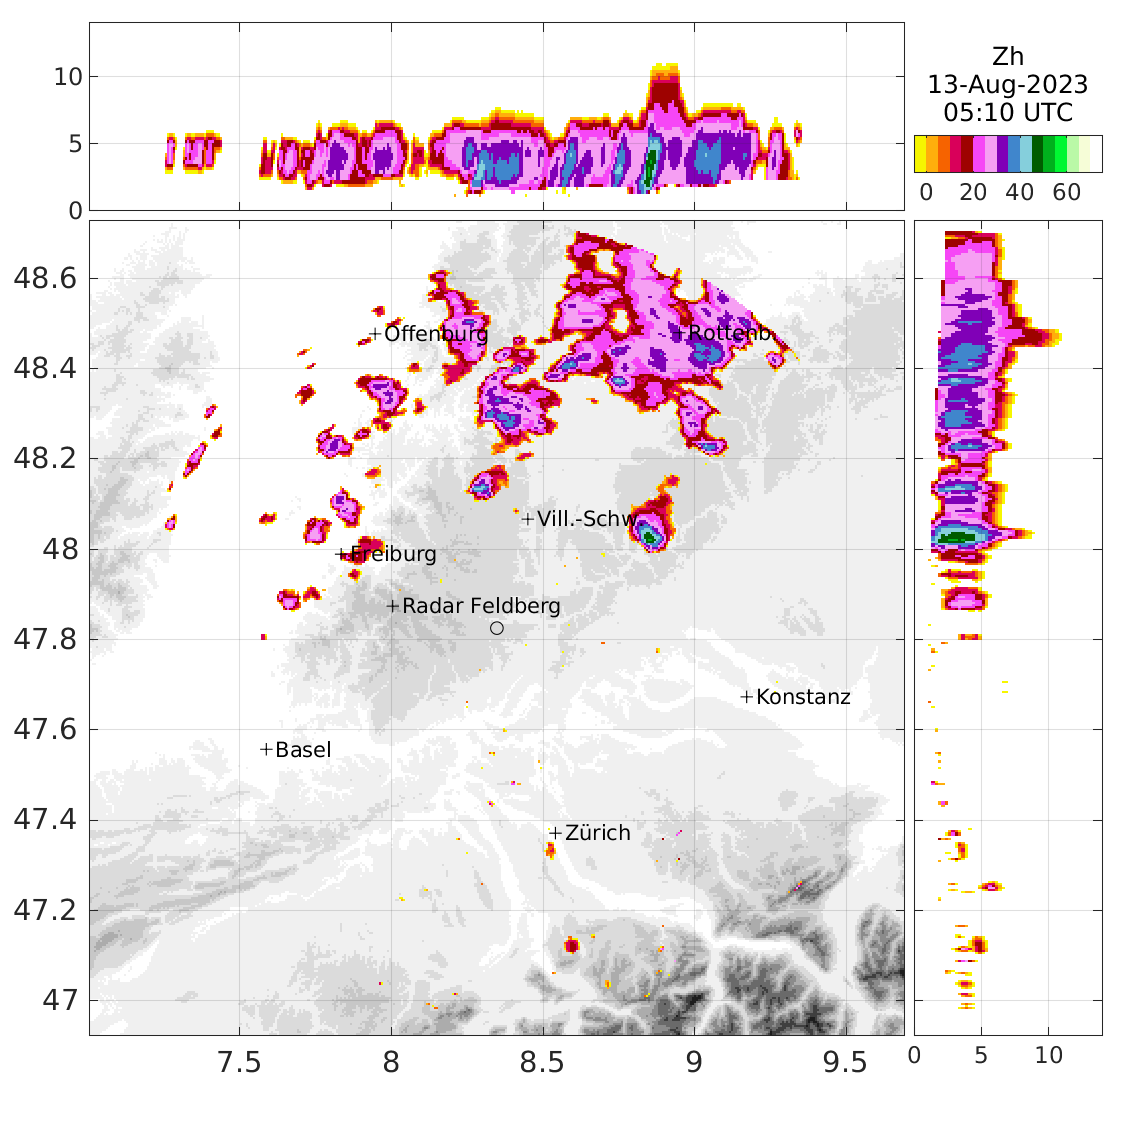 10
5
0
Zh
13-Aug-2023
05:10 UTC
0
20
40
60
48.6
48.4
48.2
48
47.8
47.6
47.4
47.2
47
+Offenburg
+Rottenb.
+Vill.-Schw.
+Freiburg
+Radar Feldberg
+Konstanz
+Basel
+Zürich
7.5
8
8.5
9
9.5
0
5
10